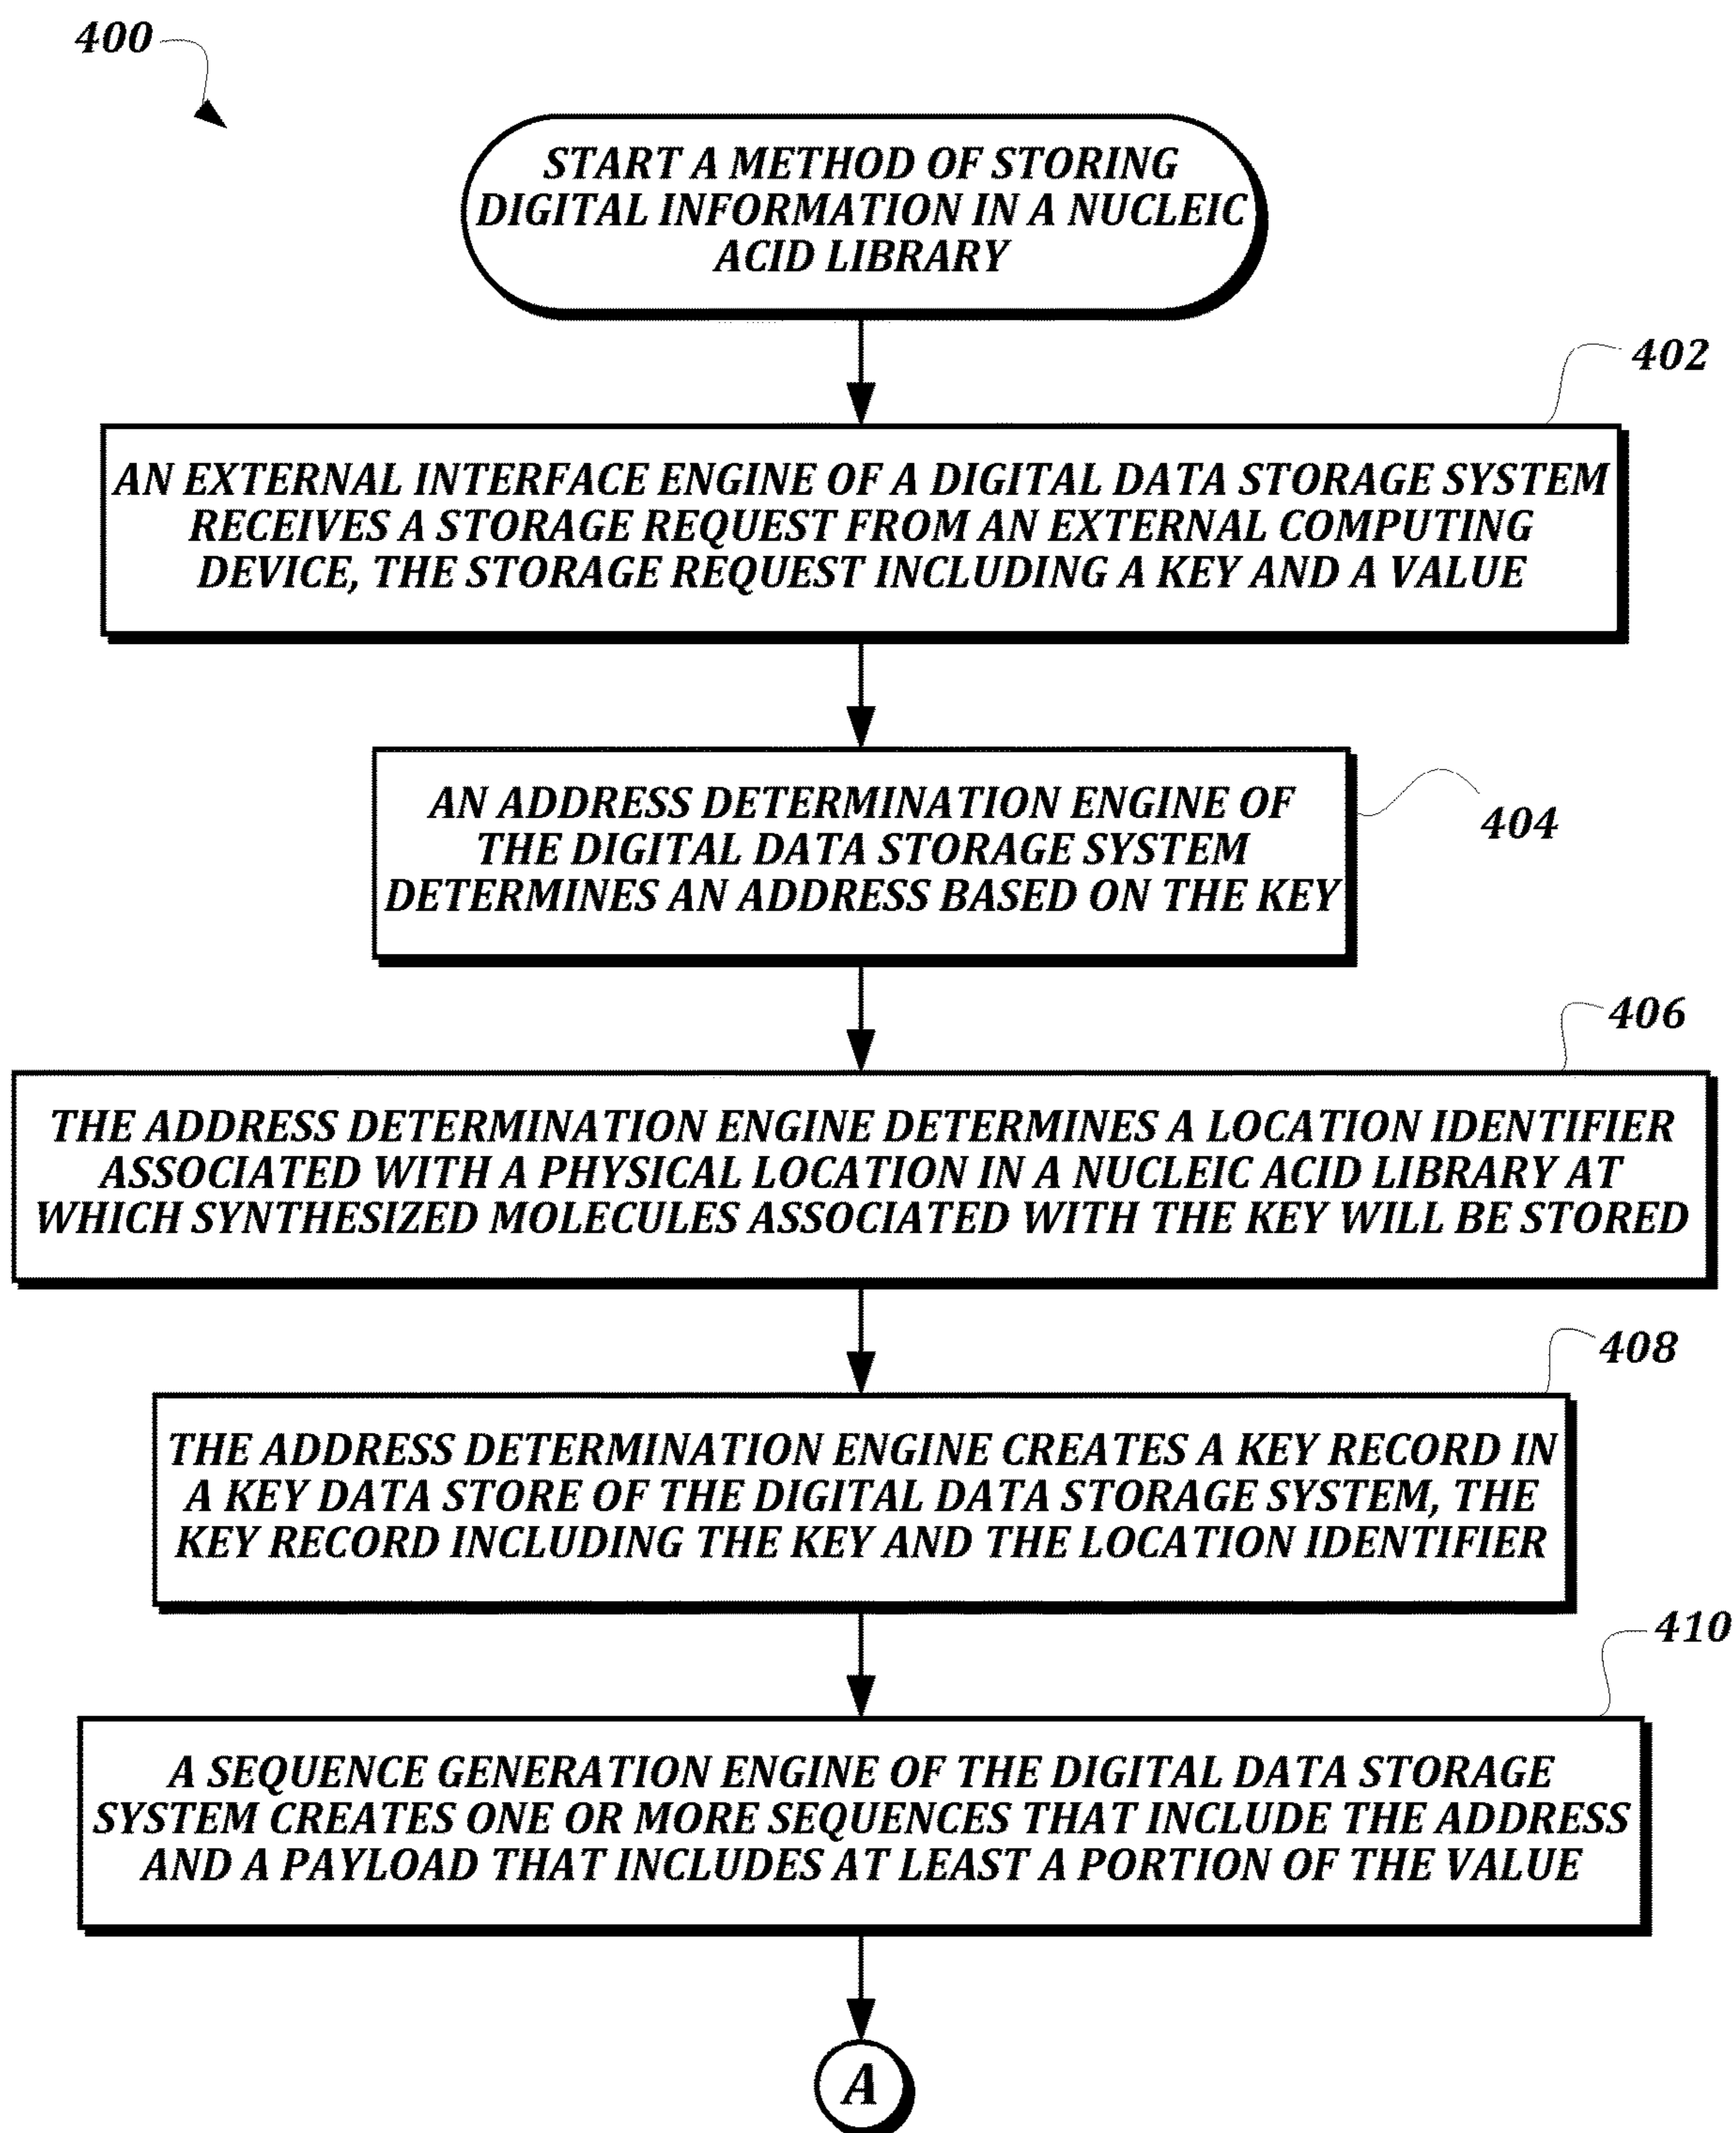 400
START A METHOD OF STORING
DIGITAL INFORMATION IN A NUCLEIC
ACID LIBRARY
402
AN EXTERNAL INTERFACE ENGINE OF A DIGITAL DATA STORAGE SYSTEM
RECEIVES A STORAGE REQUEST FROM AN EXTERNAL COMPUTING
DEVICE, THE STORAGE REQUEST INCLUDING A KEY AND A VALUE
404
AN ADDRESS DETERMINATION ENGINE OF
THE DIGITAL DATA STORAGE SYSTEM
DETERMINES AN ADDRESS BASED ON THE KEY
406
THE ADDRESS DETERMINATION ENGINE DETERMINES A LOCATION IDENTIFIER
ASSOCIATED WITH A PHYSICAL LOCATION IN A NUCLEIC ACID LIBRARY AT
WHICH SYNTHESIZED MOLECULES ASSOCIATED WITH THE KEY WILL BE STORED
408
THE ADDRESS DETERMINATION ENGINE CREATES A KEY RECORD IN
A KEY DATA STORE OF THE DIGITAL DATA STORAGE SYSTEM, THE
KEY RECORD INCLUDING THE KEY AND THE LOCATION IDENTIFIER
410
A SEQUENCE GENERATION ENGINE OF THE DIGITAL DATA STORAGE
SYSTEM CREATES ONE OR MORE SEQUENCES THAT INCLUDE THE ADDRESS
AND A PAYLOAD THAT INCLUDES AT LEAST A PORTION OF THE VALUE
A